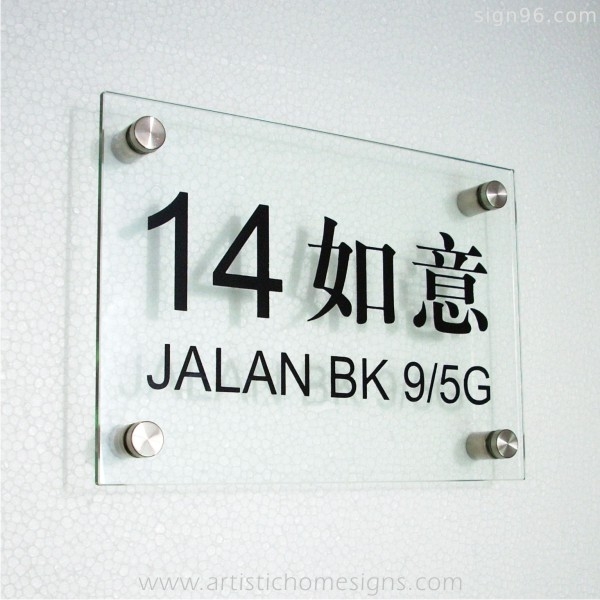 sign96.com
14 如意
JALAN BK 9/5G
www.artistichomesigns.com